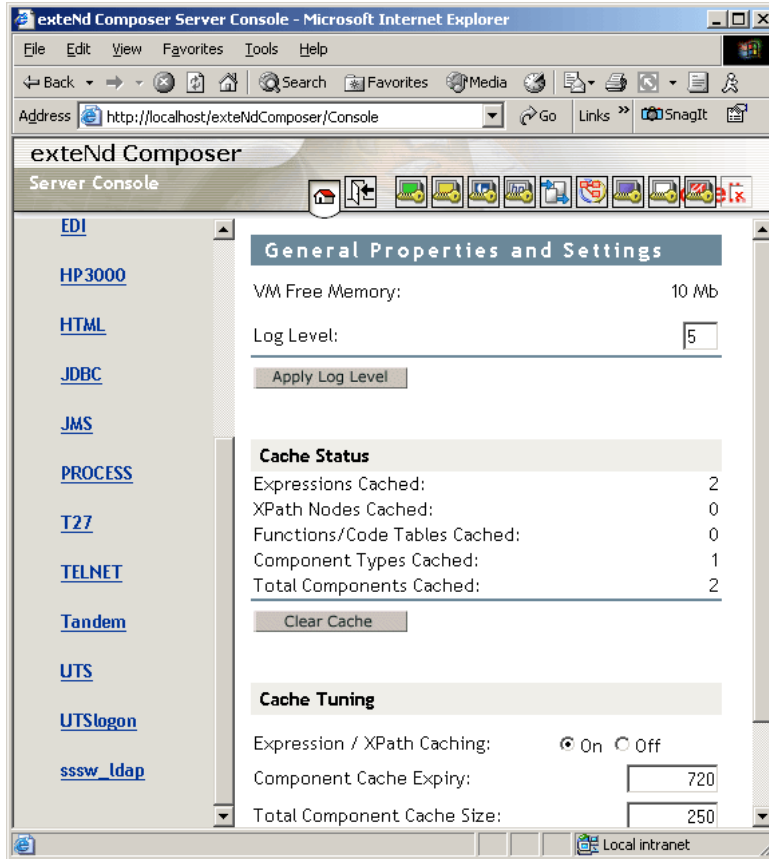 exteNd Composer Server Console - Microsoft Internet Explorer
File Edit View Favorites Tools Help
Back Search Favorites Media
Address http://localhost/exteNdComposer/Console Go Links » SnagIt
exteNd Composer
Server Console
EDI
HP3000
HTML
JDBC
JMS
PROCESS
T27
TELNET
Tandem
UTS
UTSlogon
sssw_ldap
General Properties and Settings
VM Free Memory: 10 Mb
Log Level: 5
Apply Log Level
Cache Status
Expressions Cached: 2
XPath Nodes Cached: 0
Functions/Code Tables Cached: 0
Component Types Cached: 1
Total Components Cached: 2
Clear Cache
Cache Tuning
Expression / XPath Caching: On Off
Component Cache Expiry: 720
Total Component Cache Size: 250
Local intranet